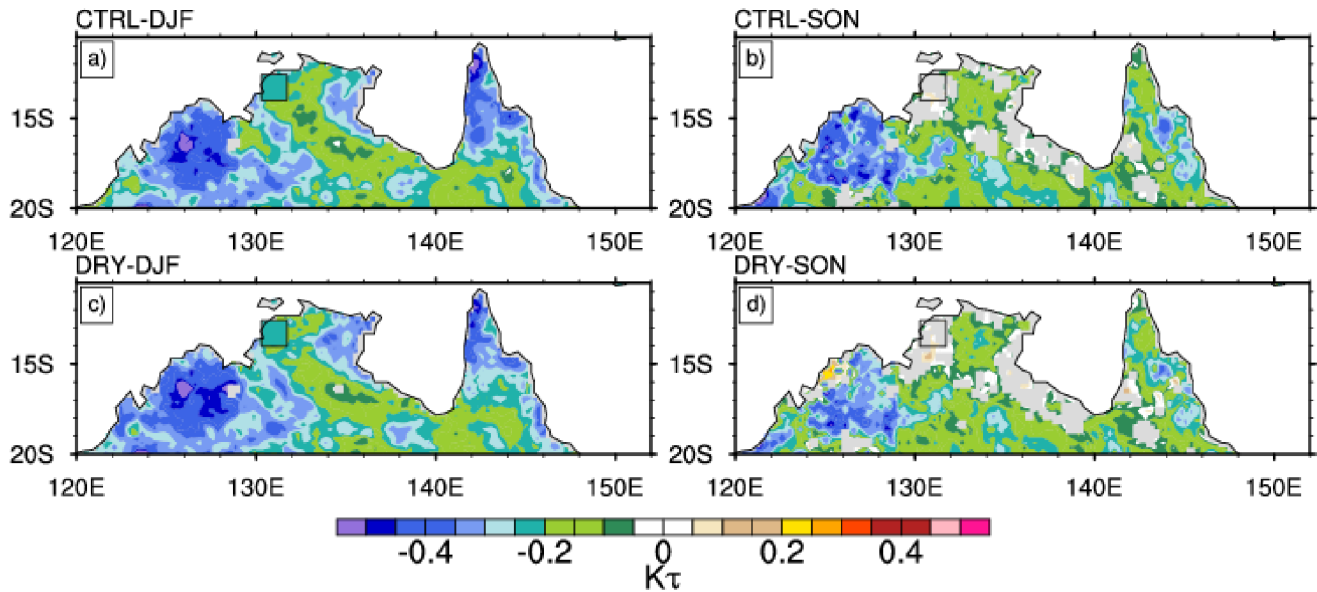 CTRL-DJF
CTRL-SON
a)
b)
15S
15S
20S
20S
120E 130E 140E 150E
120E 130E 140E 150E
DRY-DJF
DRY-SON
c)
d)
15S
15S
20S
20S
120E 130E 140E 150E
120E 130E 140E 150E
-0.4 -0.2 0 0.2 0.4
Kτ